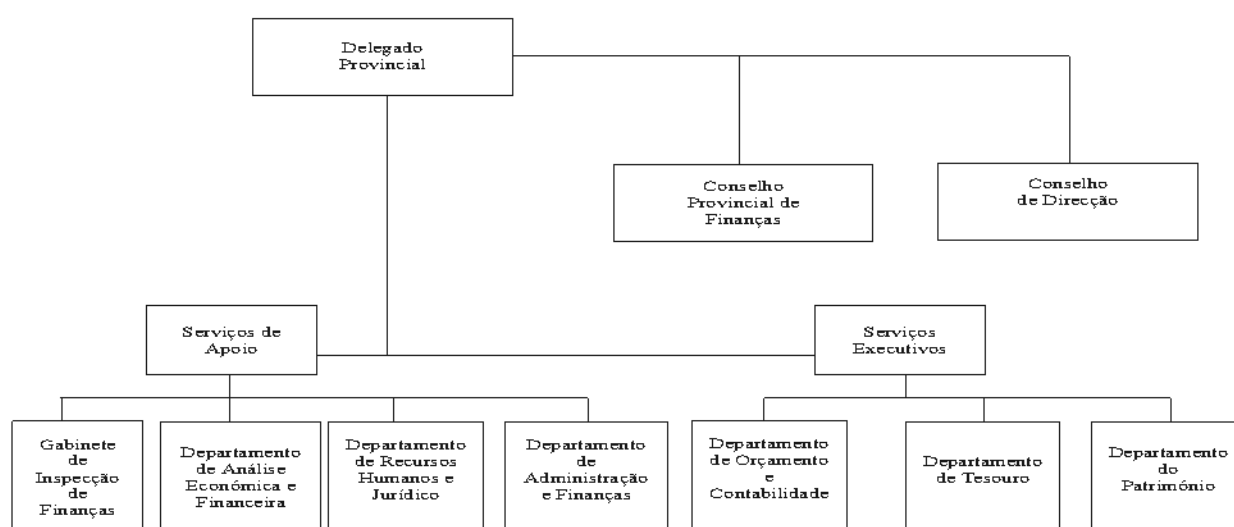 Delegado
Provincial
Conselho
Provincial de
Finanças
Conselho
de Direcção
Serviços de
Apoio
Serviços
Executivos
Gabinete
de
Inspecção
de
Finanças
Departamento
de Análise
Económica e
Financeira
Departamento
de Recursos
Humanos e
Jurídico
Departamento
de
Administração
e Finanças
Departamento
de Orçamento
e
Contabilidade
Departamento
de Tesouro
Departamento
do
Património